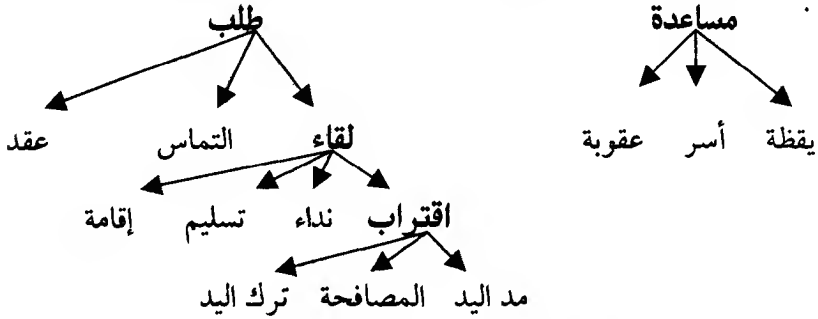 مساعدة طلب
يقظة أسر عقوبة لقاء التماس عقد
اقتراب نداء تسليم إقامة
مد اليد المصافحة ترك اليد